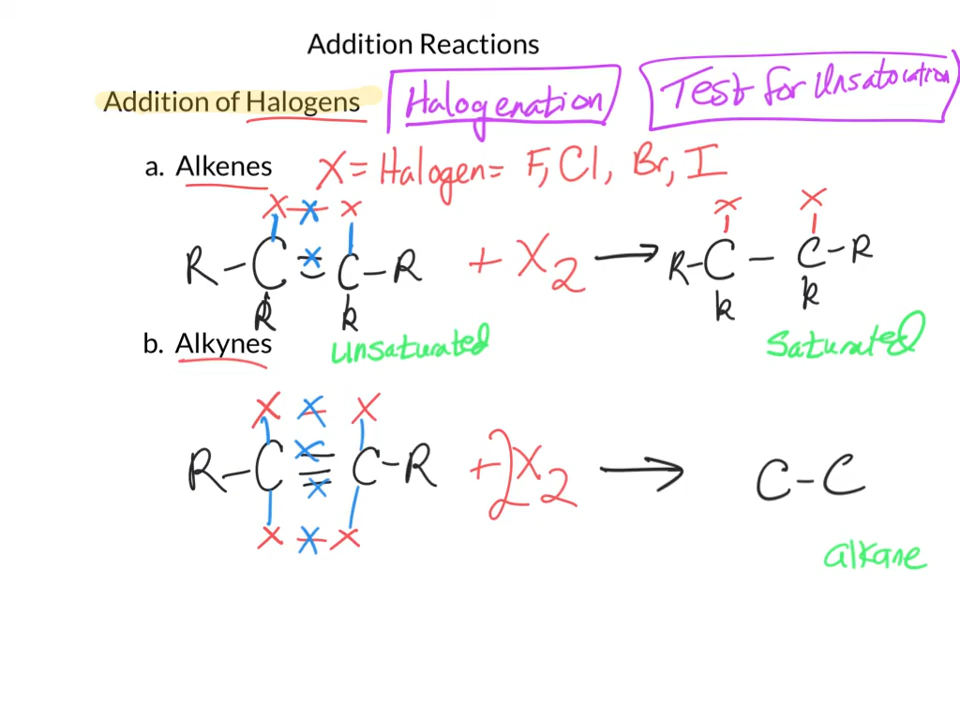 Addition Reactions
Addition of Halogens Halogenation Test for Unsaturation
a. Alkenes X = Halogen = F, Cl, Br, I
X X X X
R-C=C-R + X2 → R-C-C-R
R R R R
b. Alkynes Unsaturated Saturated
X X
R-C≡C-R + 2X2 → C-C
X X
alkane